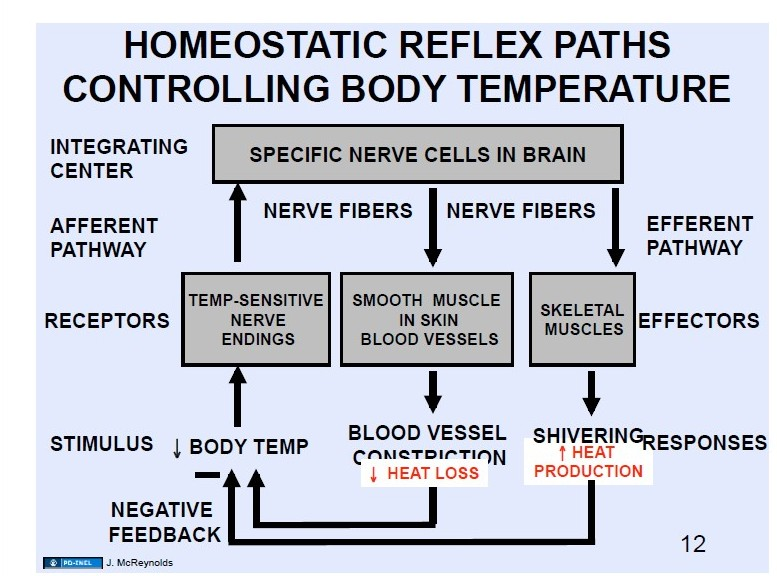 HOMEOSTATIC REFLEX PATHS
CONTROLLING BODY TEMPERATURE
INTEGRATING
CENTER
SPECIFIC NERVE CELLS IN BRAIN
AFFERENT
PATHWAY
NERVE FIBERS
NERVE FIBERS
EFFERENT
PATHWAY
RECEPTORS
TEMP-SENSITIVE
NERVE
ENDINGS
SMOOTH MUSCLE
IN SKIN
BLOOD VESSELS
SKELETAL
MUSCLES
EFFECTORS
STIMULUS
↓ BODY TEMP
BLOOD VESSEL
CONSTRICTION
↓ HEAT LOSS
SHIVERING
↑ HEAT
PRODUCTION
RESPONSES
NEGATIVE
FEEDBACK
12
PD-INEL
J. McReynolds